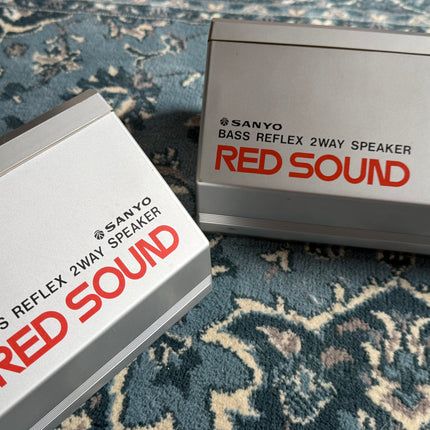 SANYO
BASS REFLEX 2WAY SPEAKER
RED SOUND
SANYO
REFLEX 2WAY SPEAKER
RED SOUND